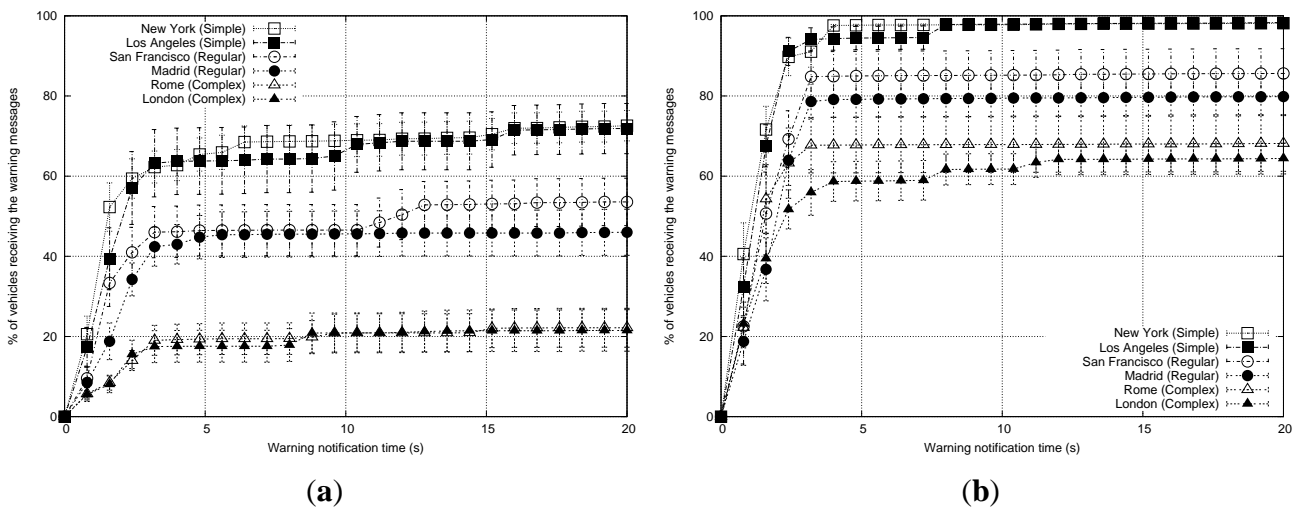 % of vehicles receiving the warning messages
100
80
60
40
20
0
New York (Simple)
Los Angeles (Simple)
San Francisco (Regular)
Madrid (Regular)
Rome (Complex)
London (Complex)
0 5 10 15 20
Warning notification time (s)
(a)
% of vehicles receiving the warning messages
100
80
60
40
20
0
New York (Simple)
Los Angeles (Simple)
San Francisco (Regular)
Madrid (Regular)
Rome (Complex)
London (Complex)
0 5 10 15 20
Warning notification time (s)
(b)